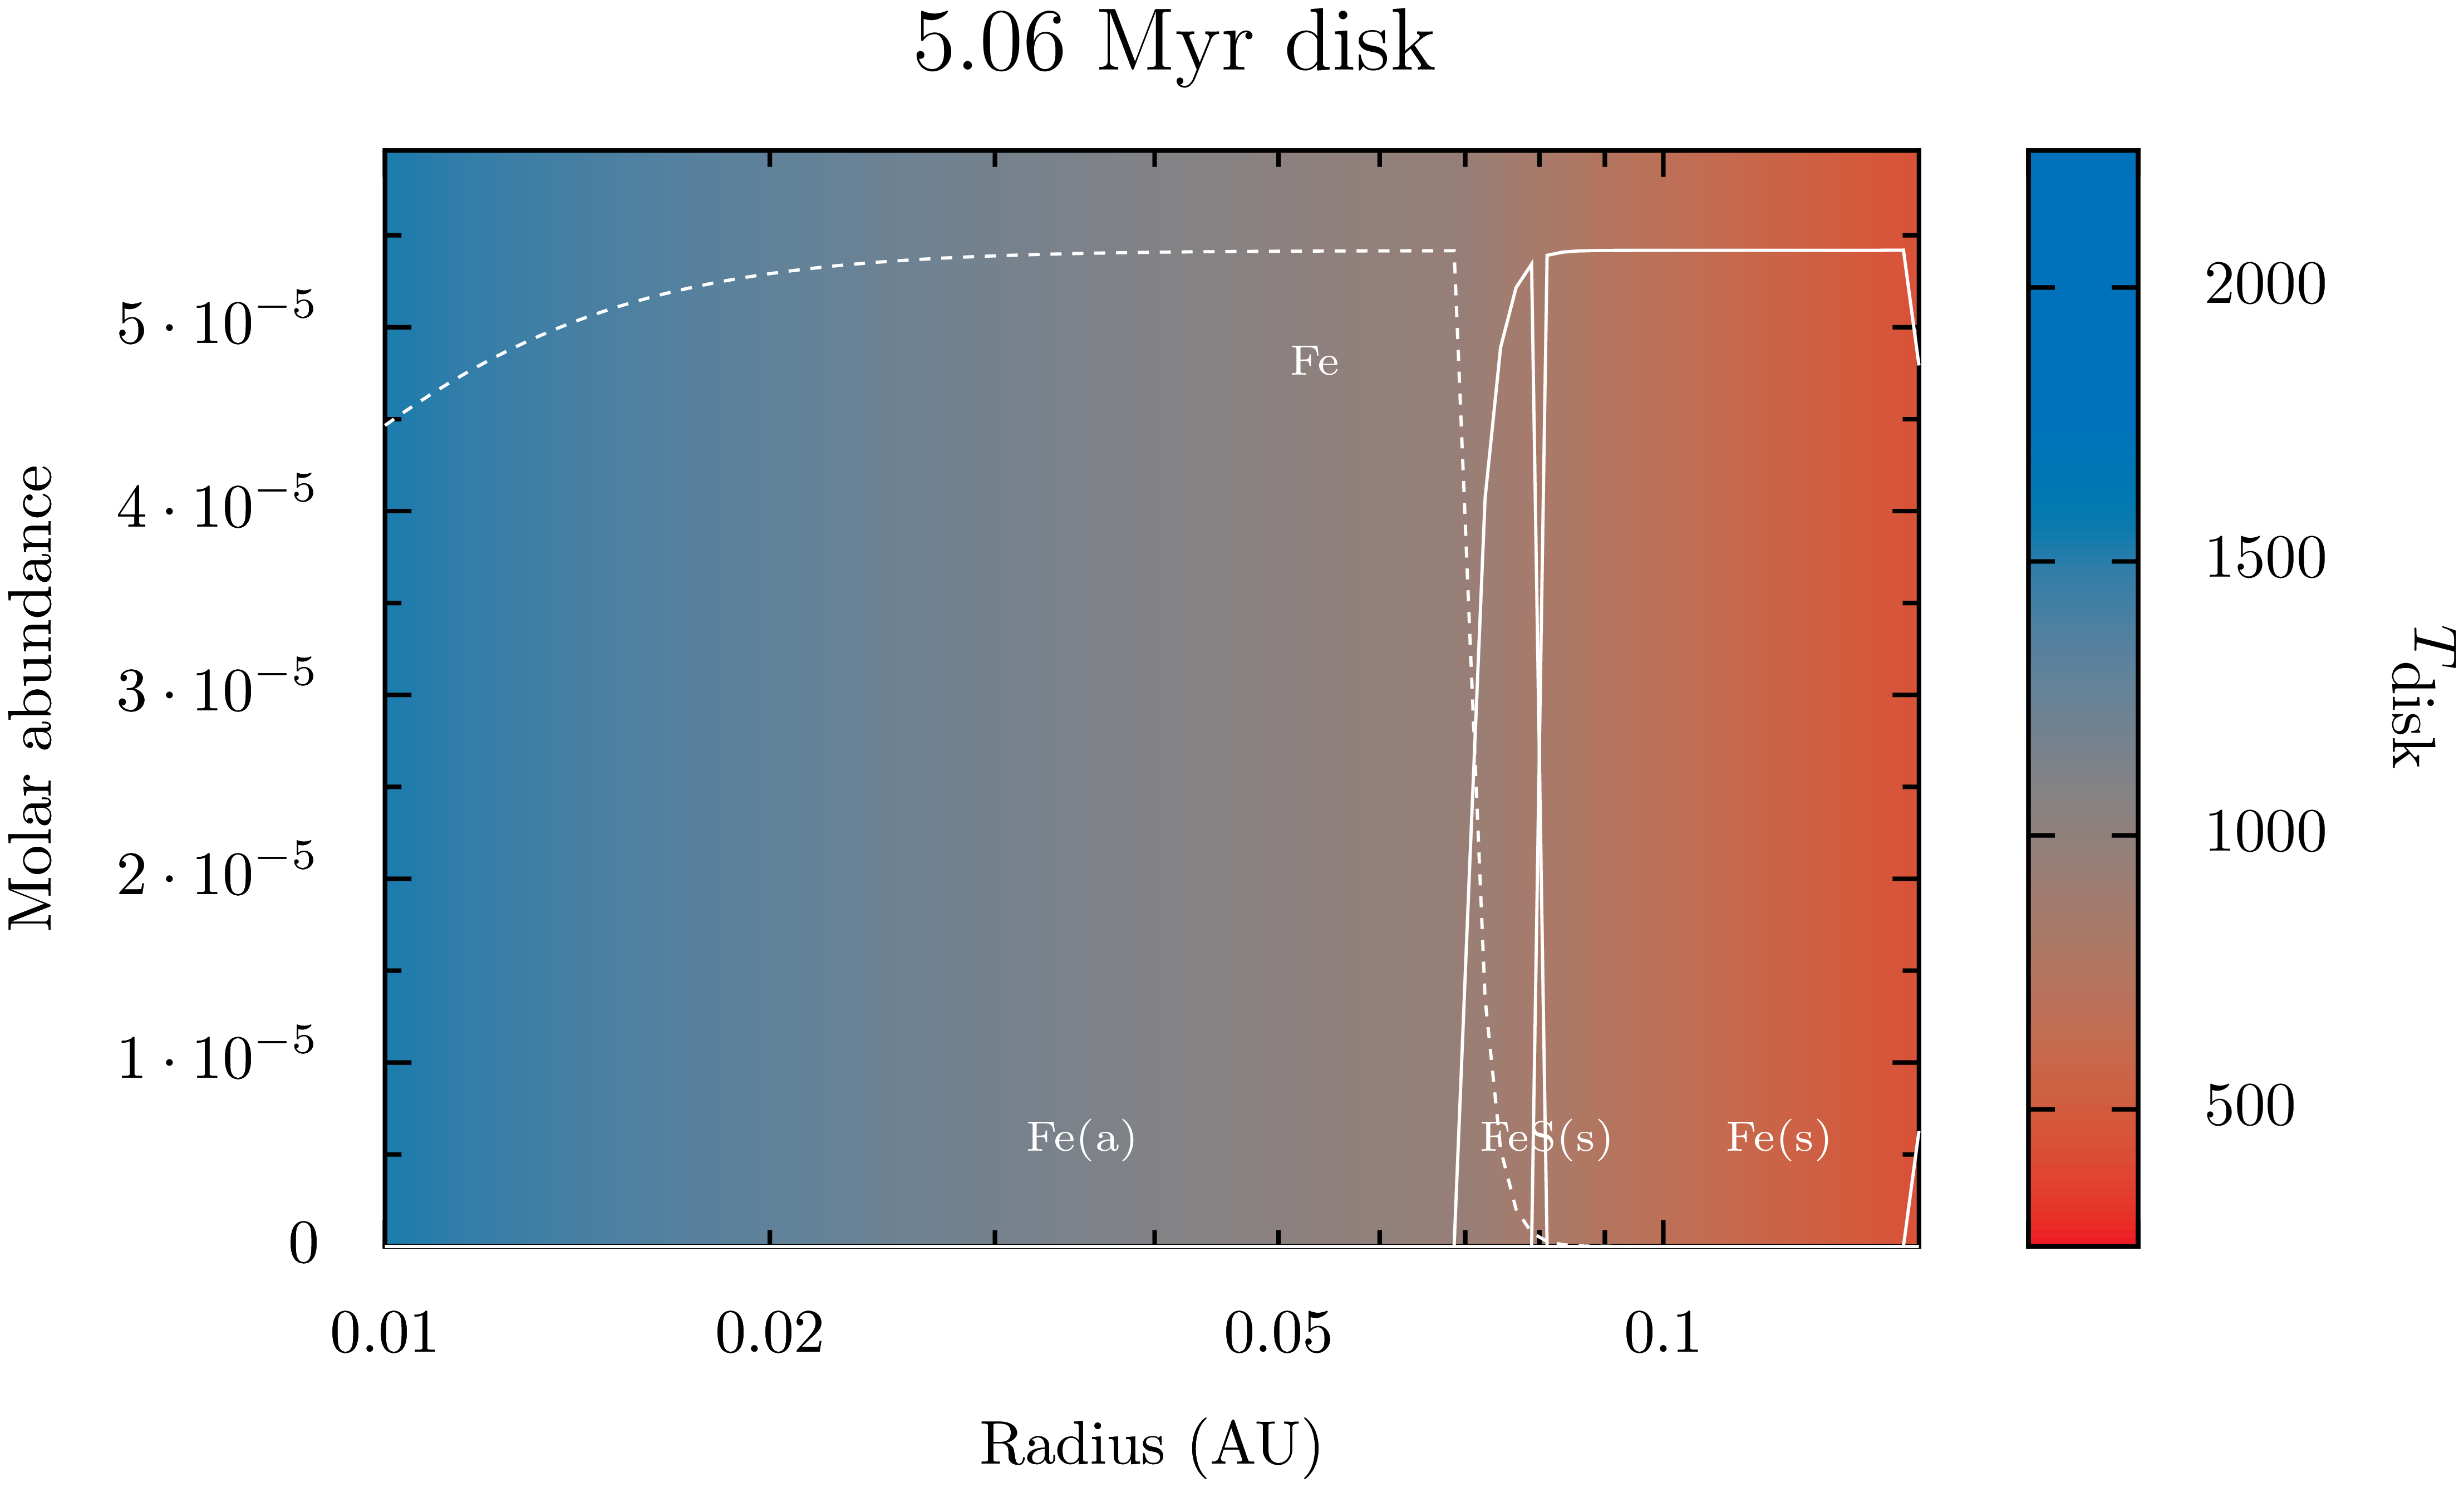 5.06 Myr disk
Molar abundance
5 · 10⁻⁵
4 · 10⁻⁵
3 · 10⁻⁵
2 · 10⁻⁵
1 · 10⁻⁵
0
Fe
Fe(a)
FeS(s)
Fe(s)
0.01
0.02
0.05
0.1
Radius (AU)
2000
1500
1000
500
T_disk